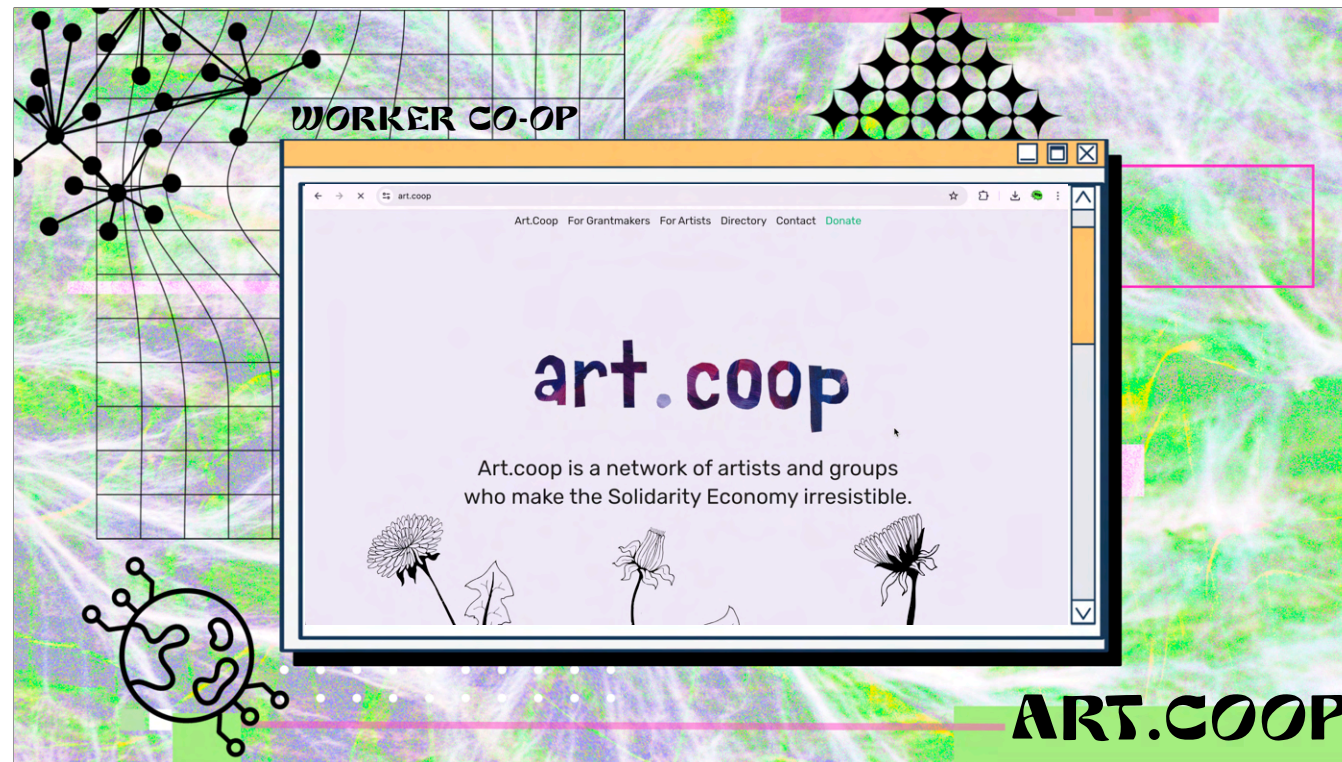 WORKER CO-OP
art.coop
Art.Coop For Grantmakers For Artists Directory Contact Donate
art.coop
Art.coop is a network of artists and groups
who make the Solidarity Economy irresistible.
ART.COOP